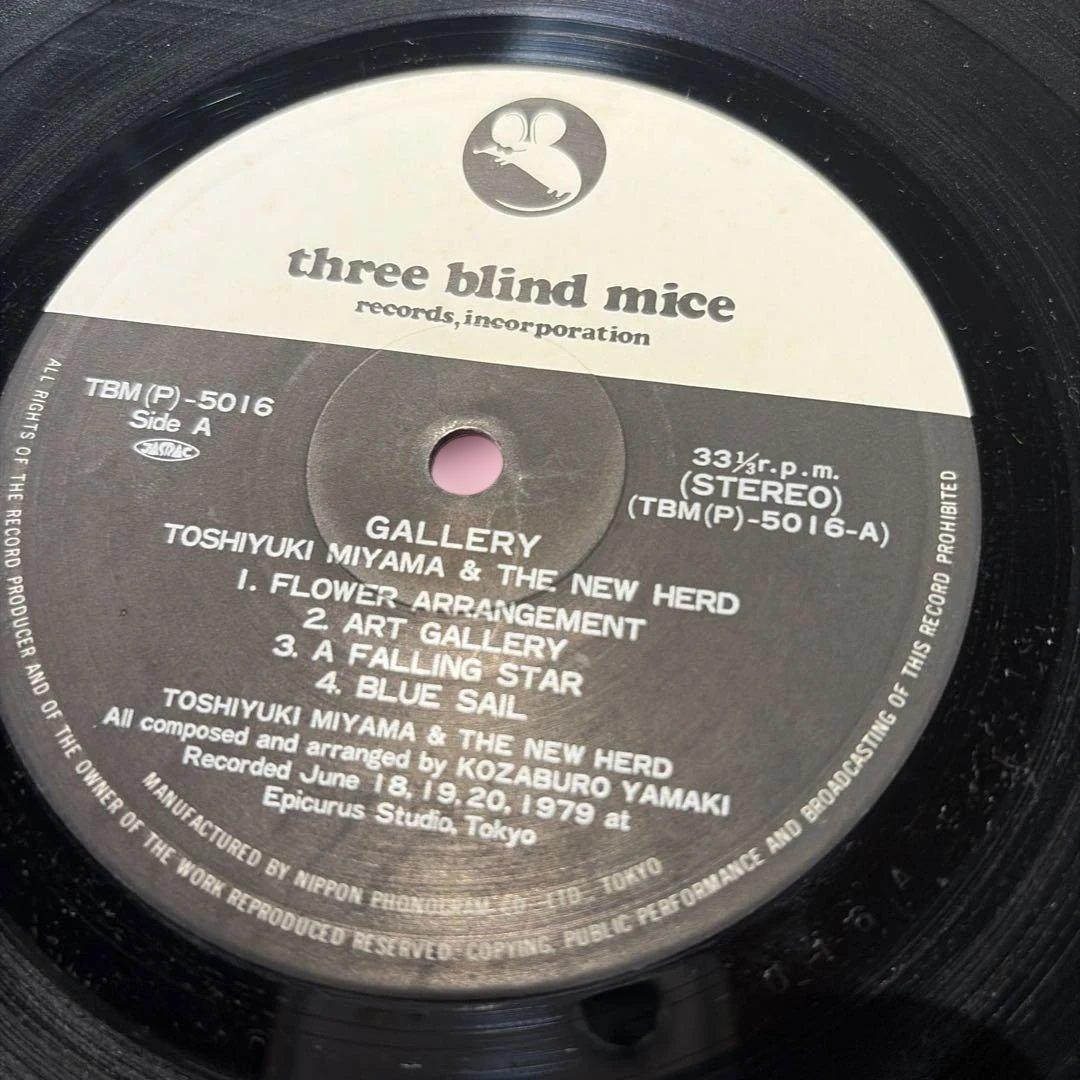 three blind mice
records, incorporation
TBM(P)-5016
Side A
JASRAC
33⅓r.p.m.
(STEREO)
(TBM(P)-5016-A)
GALLERY
TOSHIYUKI MIYAMA & THE NEW HERD
1. FLOWER ARRANGEMENT
2. ART GALLERY
3. A FALLING STAR
4. BLUE SAIL
TOSHIYUKI MIYAMA & THE NEW HERD
All composed and arranged by KOZABURO YAMAKI
Recorded June 18, 19, 20, 1979 at
Epicurus Studio, Tokyo
MANUFACTURED BY NIPPON PHONOGRAM CO., LTD. TOKYO
ALL RIGHTS OF THE RECORD PRODUCER AND OF THE OWNER OF THE WORK REPRODUCED RESERVED. COPYING, PUBLIC PERFORMANCE AND BROADCASTING OF THIS RECORD PROHIBITED